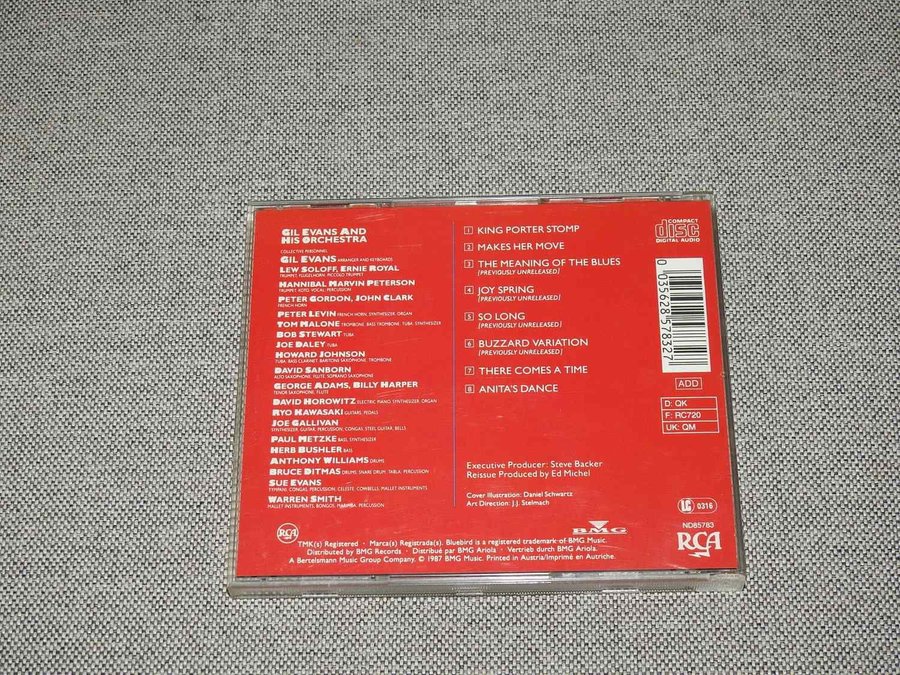 GIL EVANS AND
HIS ORCHESTRA
COLLECTIVE PERSONNEL
GIL EVANS ARRANGER AND KEYBOARDS
LEW SOLOFF, ERNIE ROYAL
TRUMPET, FLUGELHORN, PICCOLO TRUMPET
HANNIBAL MARVIN PETERSON
TRUMPET, KOTO, VOCAL, PERCUSSION
PETER GORDON, JOHN CLARK
FRENCH HORN
PETER LEVIN FRENCH HORN, SYNTHESIZER, ORGAN
TOM MALONE TROMBONE, BASS TROMBONE, TUBA, SYNTHESIZER
BOB STEWART TUBA
JOE DALEY TUBA
HOWARD JOHNSON
TUBA, BASS CLARINET, BARITONE SAXOPHONE, TROMBONE
DAVID SANBORN
ALTO SAXOPHONE, FLUTE, SOPRANO SAXOPHONE
GEORGE ADAMS, BILLY HARPER
TENOR SAXOPHONE, FLUTE
DAVID HOROWITZ ELECTRIC PIANO, SYNTHESIZER, ORGAN
RYO KAWASAKI GUITARS, PEDALS
JOE GALLIVAN
SYNTHESIZER, GUITAR, PERCUSSION, CONGAS, STEEL GUITAR, BELLS
PAUL METZKE BASS, SYNTHESIZER
HERB BUSHLER BASS
ANTHONY WILLIAMS DRUMS
BRUCE DITMAS DRUMS, SNARE DRUM, TABLA, PERCUSSION
SUE EVANS
TYMPANI, CONGAS, PERCUSSION, CELESTE, COWBELLS, MALLET INSTRUMENTS
WARREN SMITH
MALLET INSTRUMENTS, BONGOS, MARIMBA, PERCUSSION
1 KING PORTER STOMP
2 MAKES HER MOVE
3 THE MEANING OF THE BLUES
[PREVIOUSLY UNRELEASED]
4 JOY SPRING
[PREVIOUSLY UNRELEASED]
5 SO LONG
[PREVIOUSLY UNRELEASED]
6 BUZZARD VARIATION
[PREVIOUSLY UNRELEASED]
7 THERE COMES A TIME
8 ANITA'S DANCE
Executive Producer: Steve Backer
Reissue Produced by Ed Michel
Cover Illustration: Daniel Schwartz
Art Direction: J.J. Stelmach
COMPACT
disc
DIGITAL AUDIO
0 035628 578327
ADD
D: QK
F: RC720
UK: QM
LC 0316
ND85783
RCA
RCA
BMG
TMK(s) Registered • Marca(s) Registrada(s). Bluebird is a registered trademark of BMG Music.
Distributed by BMG Records • Distribué par BMG Ariola • Vertrieb durch BMG Ariola.
A Bertelsmann Music Group Company. © 1987 BMG Music. Printed in Austria/Imprimé en Autriche.